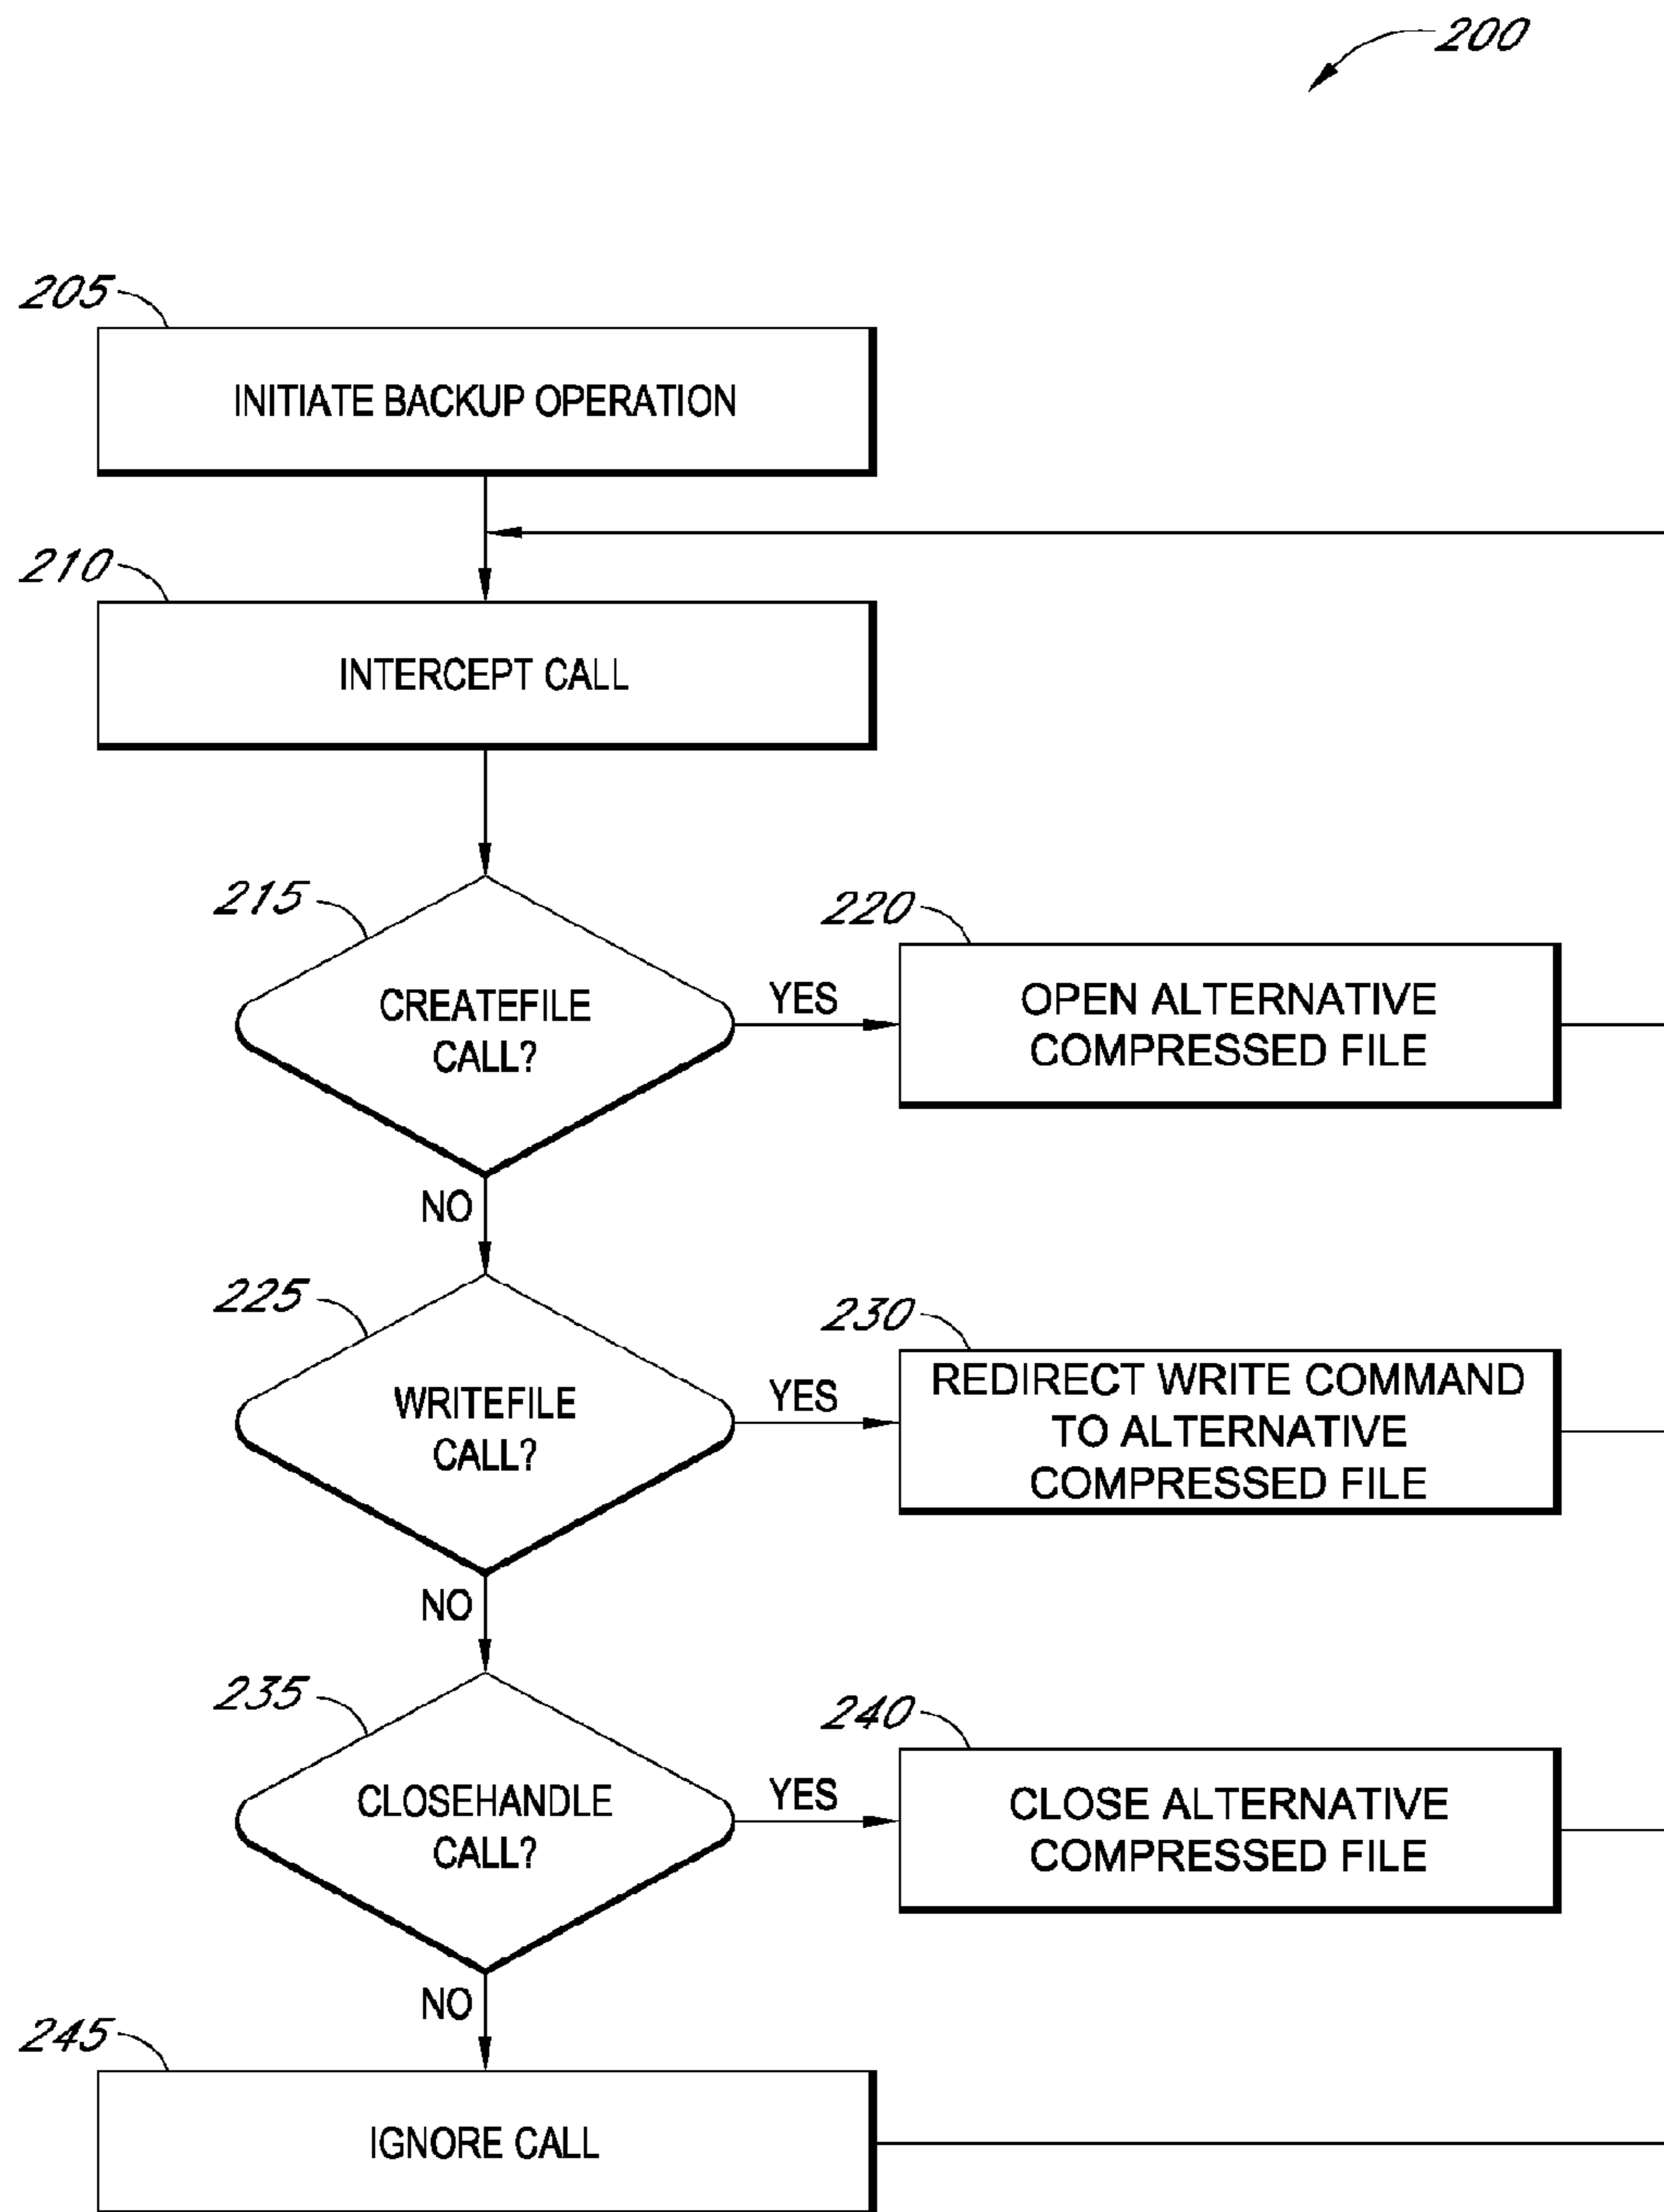 200
205
INITIATE BACKUP OPERATION
210
INTERCEPT CALL
215
CREATEFILE
CALL?
YES
220
OPEN ALTERNATIVE
COMPRESSED FILE
NO
225
WRITEFILE
CALL?
YES
230
REDIRECT WRITE COMMAND
TO ALTERNATIVE
COMPRESSED FILE
NO
235
CLOSEHANDLE
CALL?
YES
240
CLOSE ALTERNATIVE
COMPRESSED FILE
NO
245
IGNORE CALL